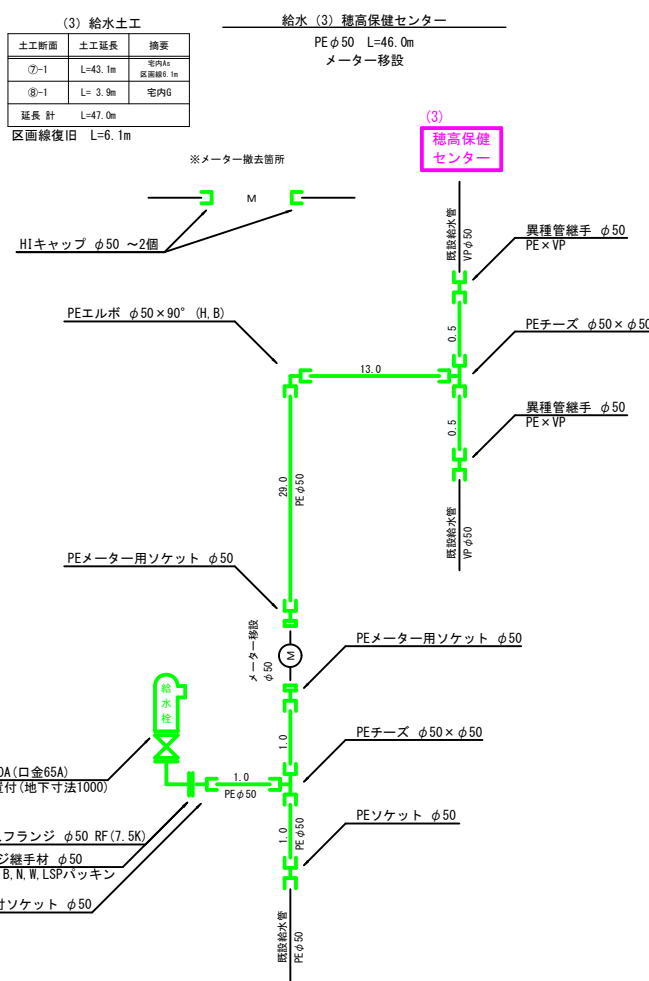 (3) 給水土工
土工断面 土工延長 摘要
⑦-1 L=43.1m 宅内As
区画線6.1m
⑧-1 L= 3.9m 宅内G
延長 計 L=47.0m
区画線復旧 L=6.1m
給水 (3) 穂高保健センター
PEφ50 L=46.0m
メーター移設
(3)
穂高保健
センター
※メーター撤去箇所
M
HIキャップ φ50 ～2個
既設給水管
VPφ50
異種管継手 φ50
PE×VP
PEエルボ φ50×90° (H,B)
PEチーズ φ50×φ50
0.5
13.0
異種管継手 φ50
PE×VP
0.5
29.0
PEφ50
既設給水管
VPφ50
PEメーター用ソケット φ50
メーター移設
φ50
M
PEメーター用ソケット φ50
給水栓
1.0
PEチーズ φ50×φ50
0A(口金65A)
置付(地下寸法1000)
1.0
PEφ50
PEソケット φ50
1.0
PEφ50
フランジ φ50 RF(7.5K)
ジ継手材 φ50
B,N,W,LSPパッキン
付ソケット φ50
既設給水管
PEφ50